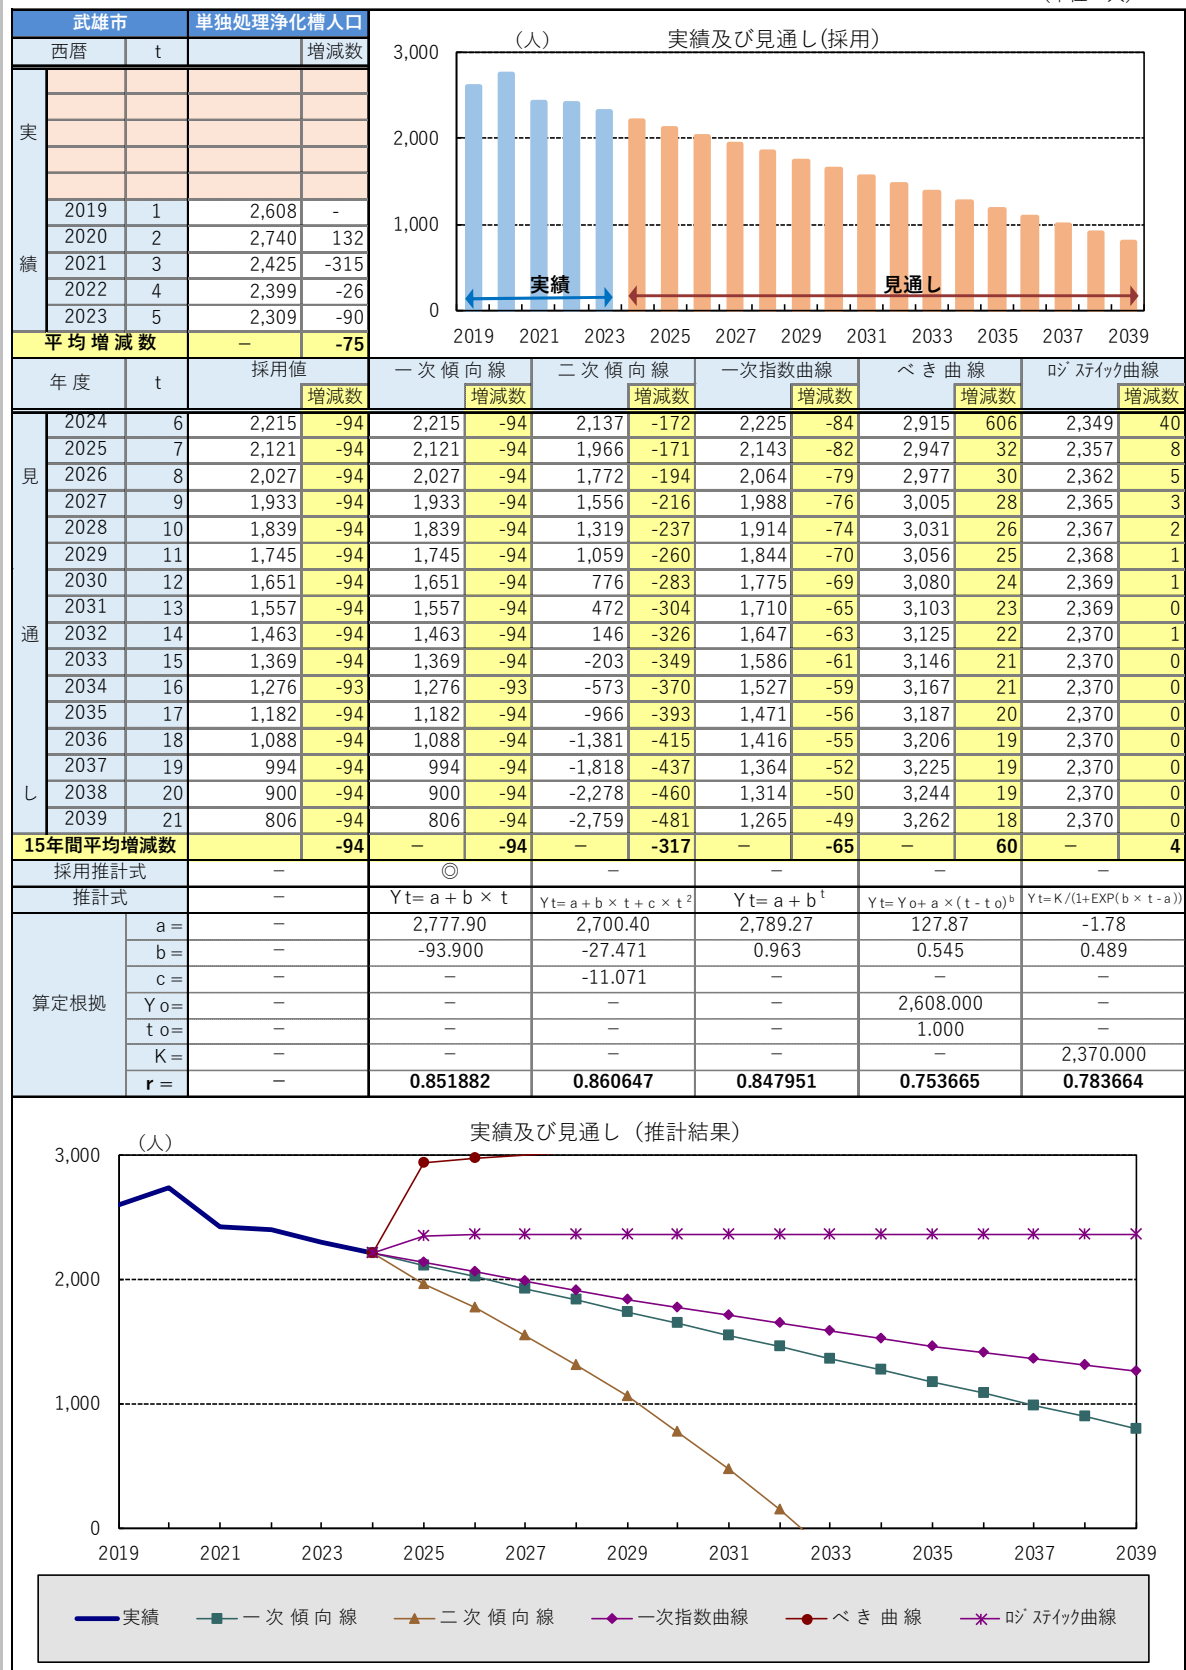 武雄市 単独処理浄化槽人口
西暦 t 増減数
実
績
2019 1 2,608 -
2020 2 2,740 132
2021 3 2,425 -315
2022 4 2,399 -26
2023 5 2,309 -90
平均増減数 － -75
実績及び見通し(採用)
(人)
3,000
2,000
1,000
0
実績 見通し
2019 2021 2023 2025 2027 2029 2031 2033 2035 2037 2039
年度 t 採用値 一次傾向線 二次傾向線 一次指数曲線 べき曲線 ﾛｼﾞｽﾃｲｯｸ曲線
増減数 増減数 増減数 増減数 増減数 増減数
見
通
し
2024 6 2,215 -94 2,215 -94 2,137 -172 2,225 -84 2,915 606 2,349 40
2025 7 2,121 -94 2,121 -94 1,966 -171 2,143 -82 2,947 32 2,357 8
2026 8 2,027 -94 2,027 -94 1,772 -194 2,064 -79 2,977 30 2,362 5
2027 9 1,933 -94 1,933 -94 1,556 -216 1,988 -76 3,005 28 2,365 3
2028 10 1,839 -94 1,839 -94 1,319 -237 1,914 -74 3,031 26 2,367 2
2029 11 1,745 -94 1,745 -94 1,059 -260 1,844 -70 3,056 25 2,368 1
2030 12 1,651 -94 1,651 -94 776 -283 1,775 -69 3,080 24 2,369 1
2031 13 1,557 -94 1,557 -94 472 -304 1,710 -65 3,103 23 2,369 0
2032 14 1,463 -94 1,463 -94 146 -326 1,647 -63 3,125 22 2,370 1
2033 15 1,369 -94 1,369 -94 -203 -349 1,586 -61 3,146 21 2,370 0
2034 16 1,276 -93 1,276 -93 -573 -370 1,527 -59 3,167 21 2,370 0
2035 17 1,182 -94 1,182 -94 -966 -393 1,471 -56 3,187 20 2,370 0
2036 18 1,088 -94 1,088 -94 -1,381 -415 1,416 -55 3,206 19 2,370 0
2037 19 994 -94 994 -94 -1,818 -437 1,364 -52 3,225 19 2,370 0
2038 20 900 -94 900 -94 -2,278 -460 1,314 -50 3,244 19 2,370 0
2039 21 806 -94 806 -94 -2,759 -481 1,265 -49 3,262 18 2,370 0
15年間平均増減数 -94 － -94 － -317 － -65 － 60 － 4
採用推計式 － ◎ － － － －
推計式 － Yt=a+b×t Yt=a+b×t+c×t² Yt=a+bᵗ Yt=Yo+a×(t-to)ᵇ Yt=K/(1+EXP(b×t-a))
算定根拠
a= － 2,777.90 2,700.40 2,789.27 127.87 -1.78
b= － -93.900 -27.471 0.963 0.545 0.489
c= － － -11.071 － － －
Yo= － － － － 2,608.000 －
to= － － － － 1.000 －
K= － － － － － 2,370.000
r= － 0.851882 0.860647 0.847951 0.753665 0.783664
実績及び見通し（推計結果）
(人)
3,000
2,000
1,000
0
2019 2021 2023 2025 2027 2029 2031 2033 2035 2037 2039
実績 一次傾向線 二次傾向線 一次指数曲線 べき曲線 ﾛｼﾞｽﾃｲｯｸ曲線